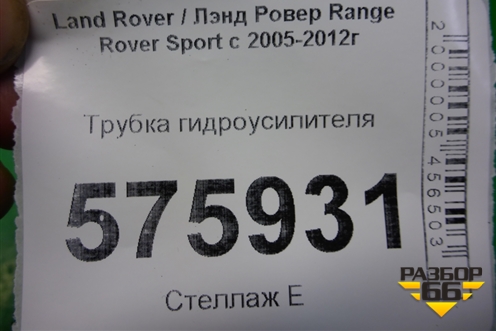 Land Rover / Лэнд Ровер Range
Rover Sport с 2005-2012г
Трубка гидроусилителя
575931
Стеллаж Е
2000005456503
РАЗБОР
66